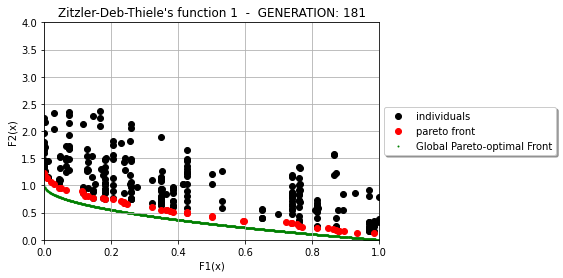 Zitzler-Deb-Thiele's function 1 - GENERATION: 181
4.0
3.5
3.0
2.5
2.0
1.5
1.0
0.5
0.0
F2(x)
0.0 0.2 0.4 0.6 0.8 1.0
F1(x)
individuals
pareto front
Global Pareto-optimal Front